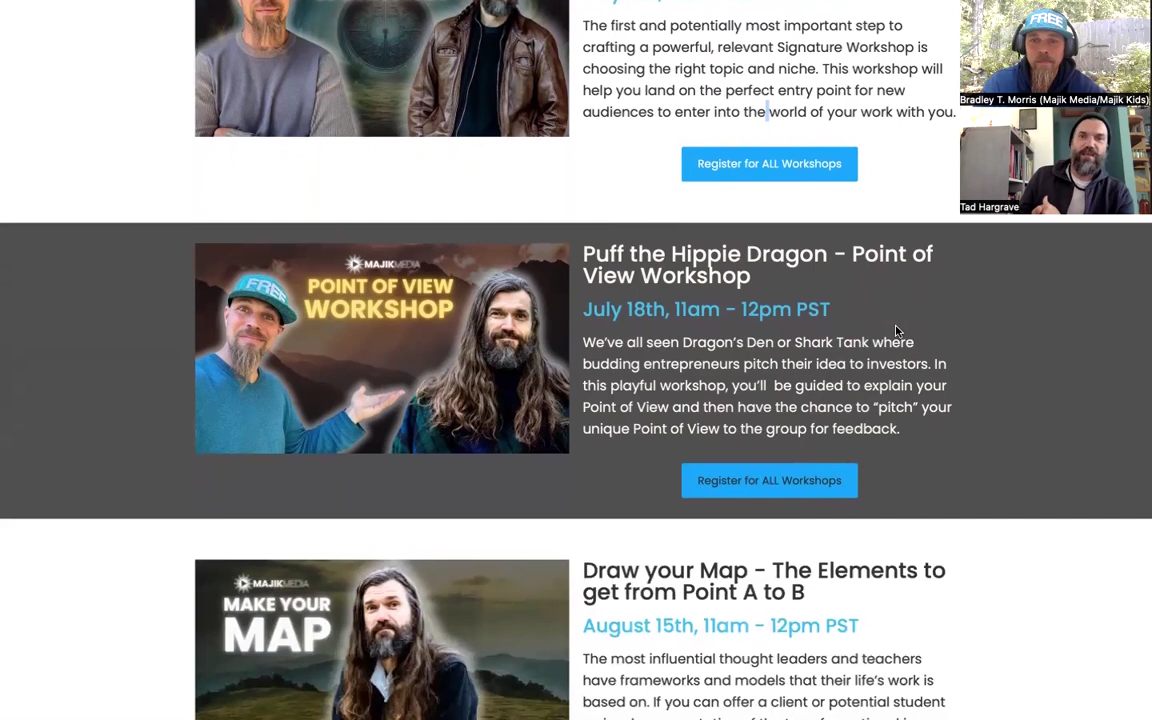 The first and potentially most important step to
crafting a powerful, relevant Signature Workshop is
choosing the right topic and niche. This workshop will
help you land on the perfect entry point for new
audiences to enter into the world of your work with you.
Register for ALL Workshops
FREE
Bradley T. Morris (Majik Media/Majik Kids)
Tad Hargrave
MAJIKMEDIA
POINT OF VIEW
WORKSHOP
FREE
Puff the Hippie Dragon - Point of
View Workshop
July 18th, 11am - 12pm PST
We've all seen Dragon's Den or Shark Tank where
budding entrepreneurs pitch their idea to investors. In
this playful workshop, you'll  be guided to explain your
Point of View and then have the chance to “pitch” your
unique Point of View to the group for feedback.
Register for ALL Workshops
MAJIKMEDIA
MAKE YOUR
MAP
Draw your Map - The Elements to
get from Point A to B
August 15th, 11am - 12pm PST
The most influential thought leaders and teachers
have frameworks and models that their life's work is
based on. If you can offer a client or potential student